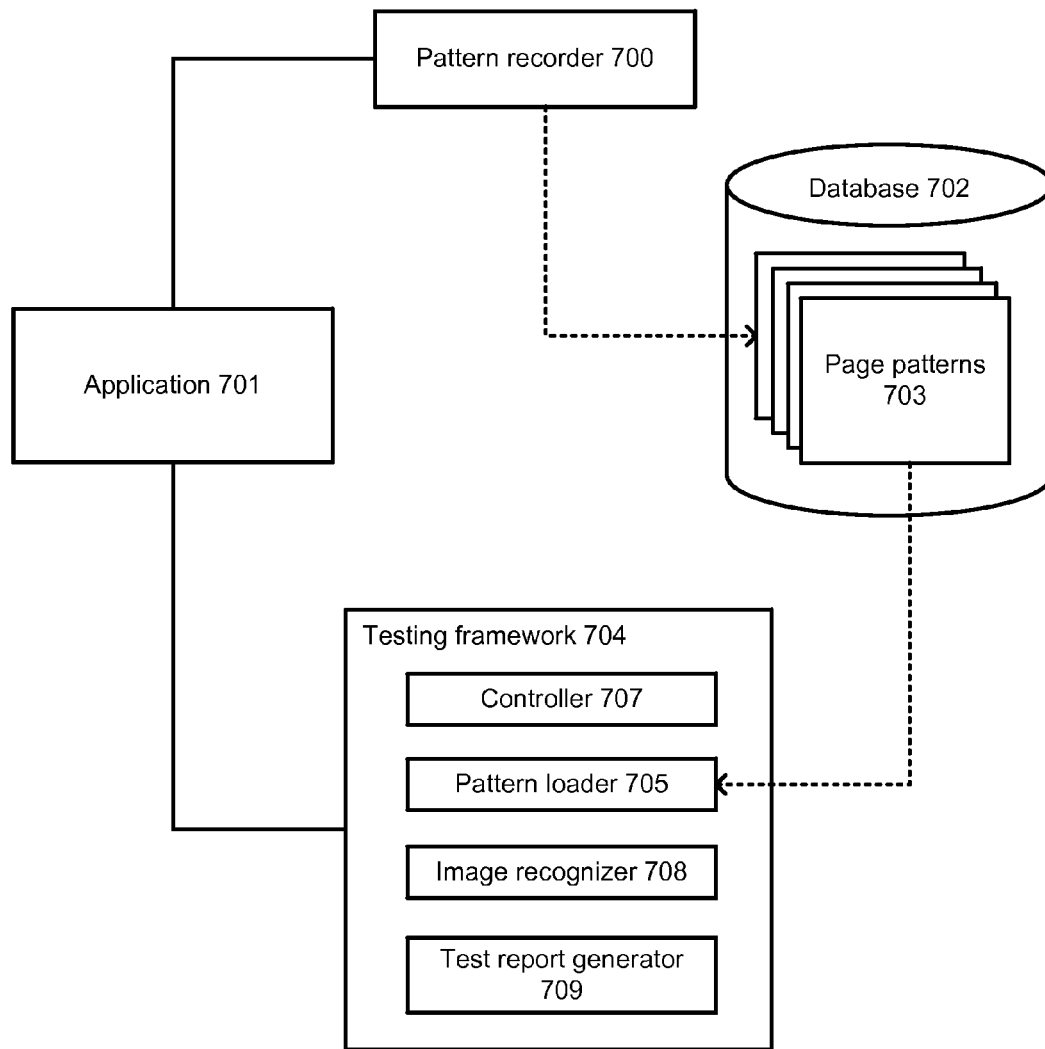 Pattern recorder 700
Database 702
Application 701
Page patterns
703
Testing framework 704
Controller 707
Pattern loader 705
Image recognizer 708
Test report generator
709